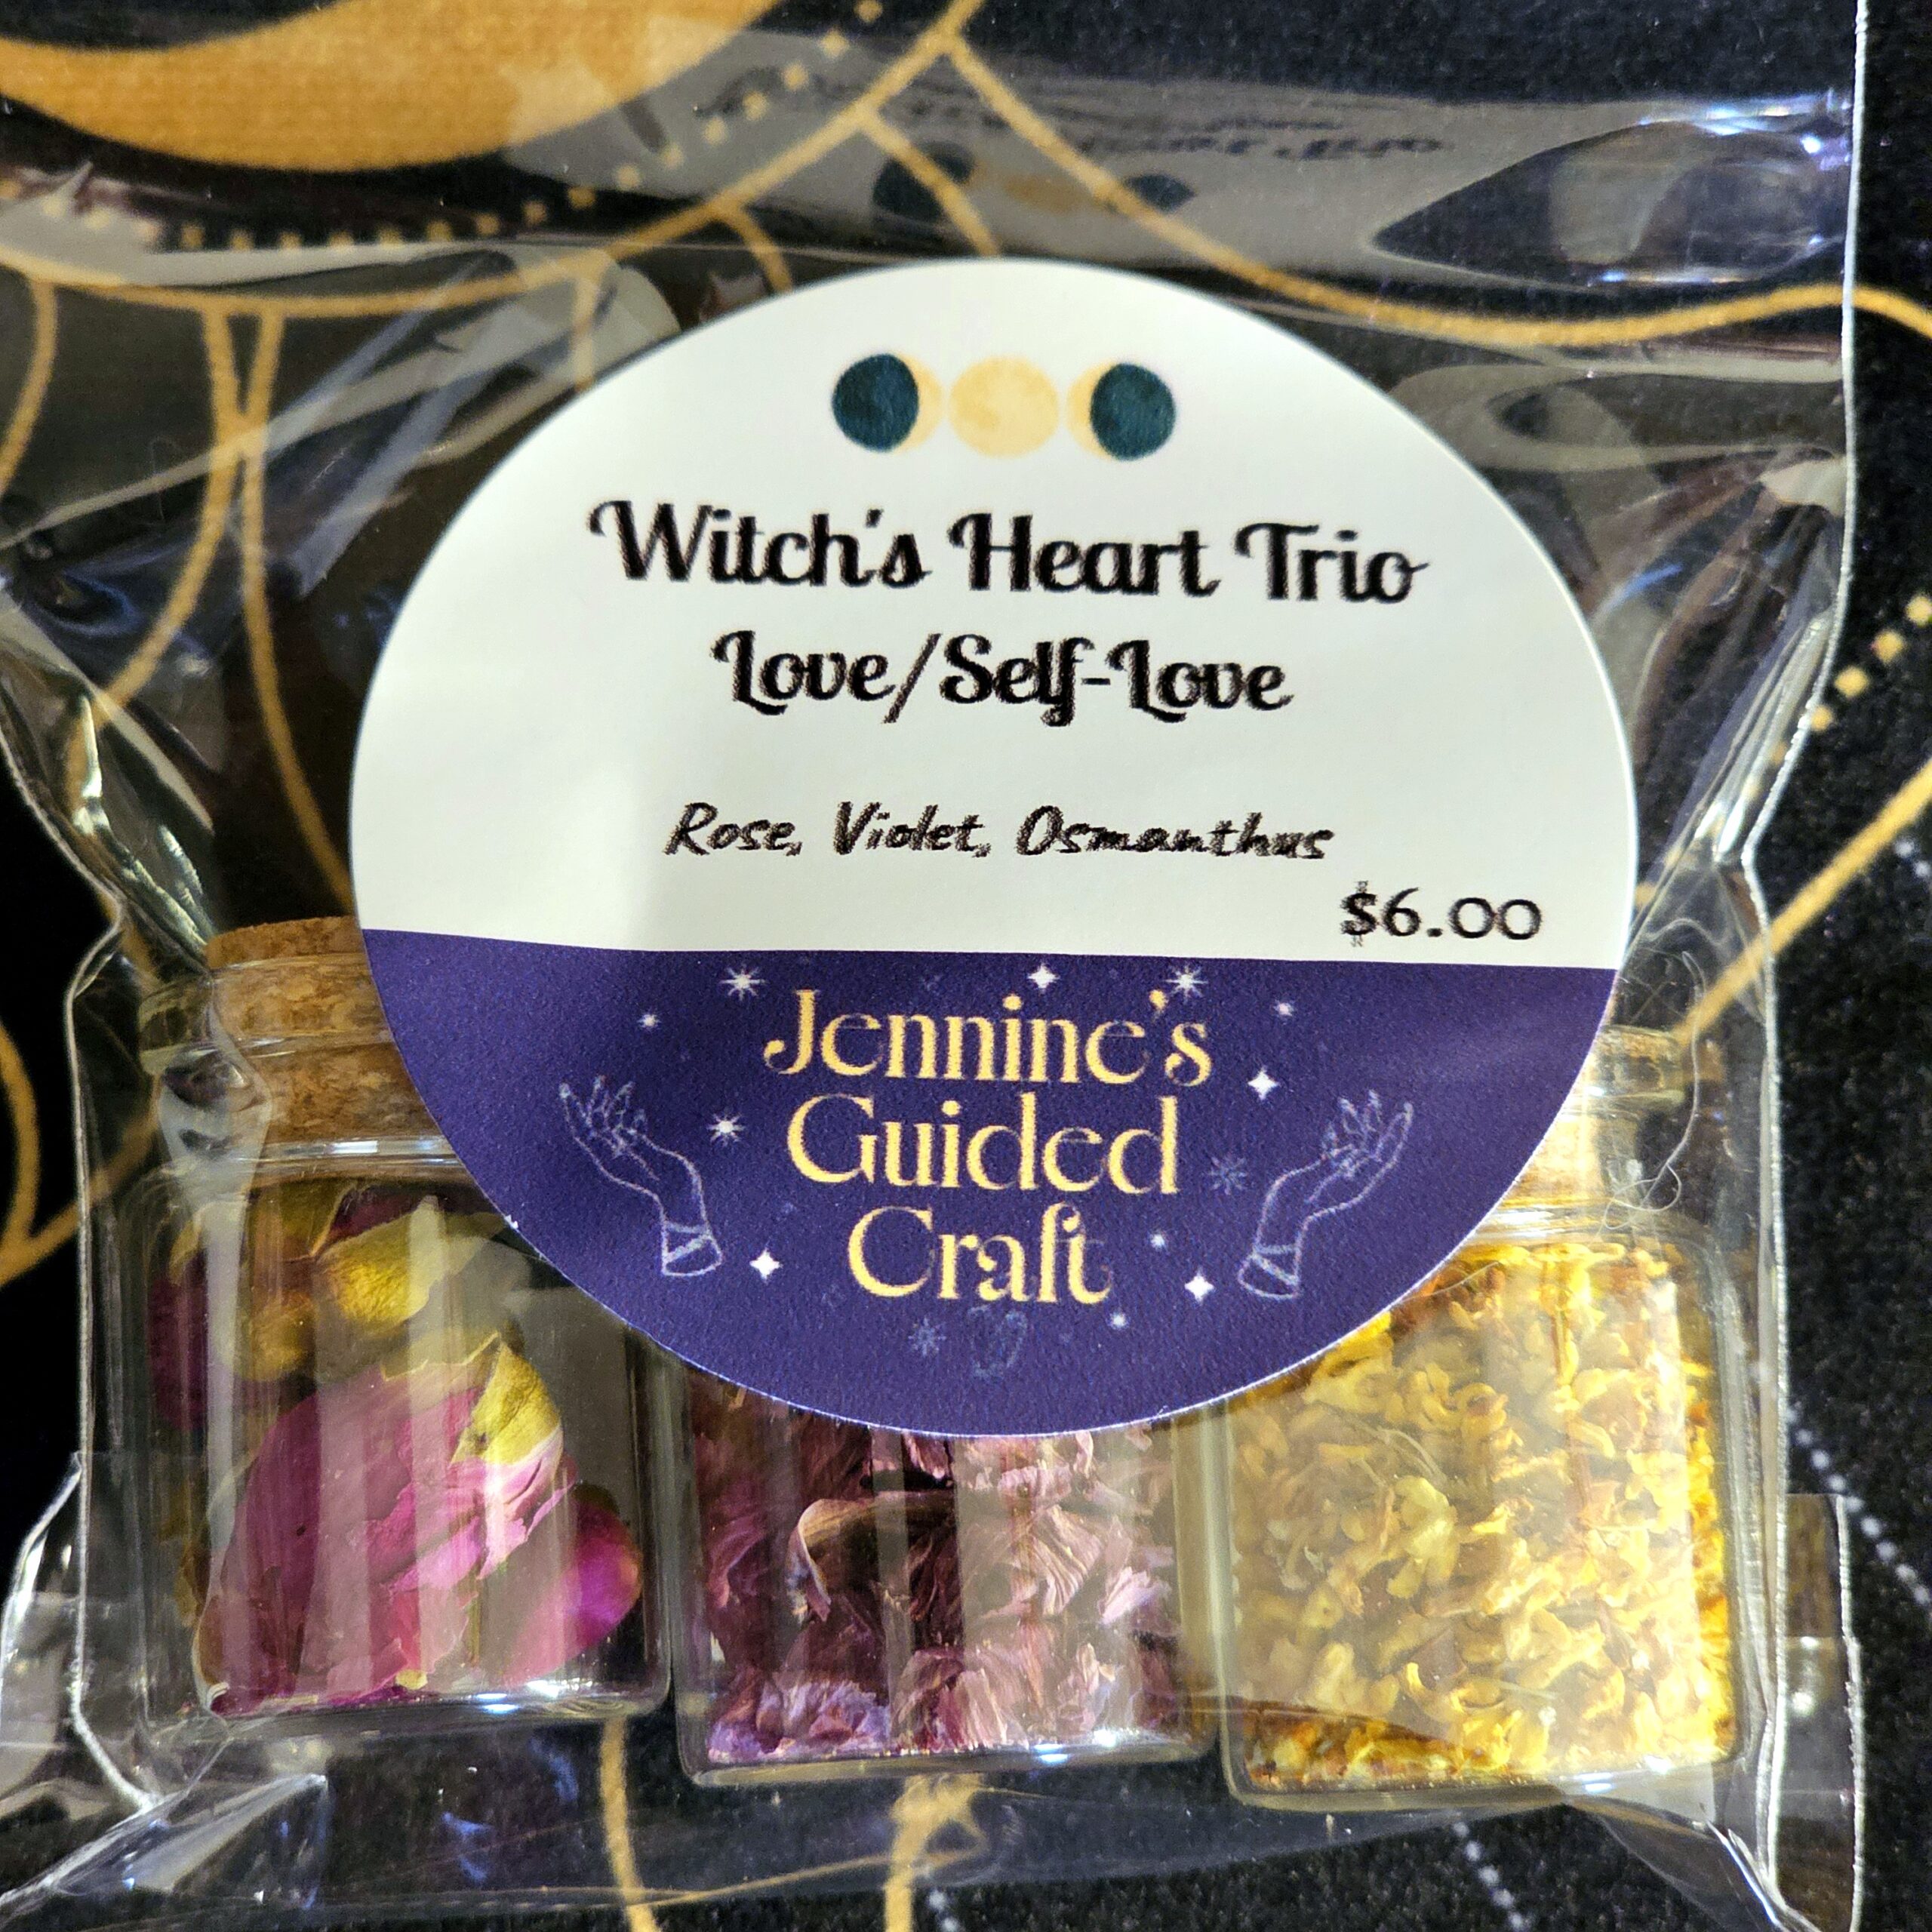 Witch's Heart Trio
Love/Self-Love
Rose, Violet, Osmanthus
$6.00
Jennine's
Guided
Craft